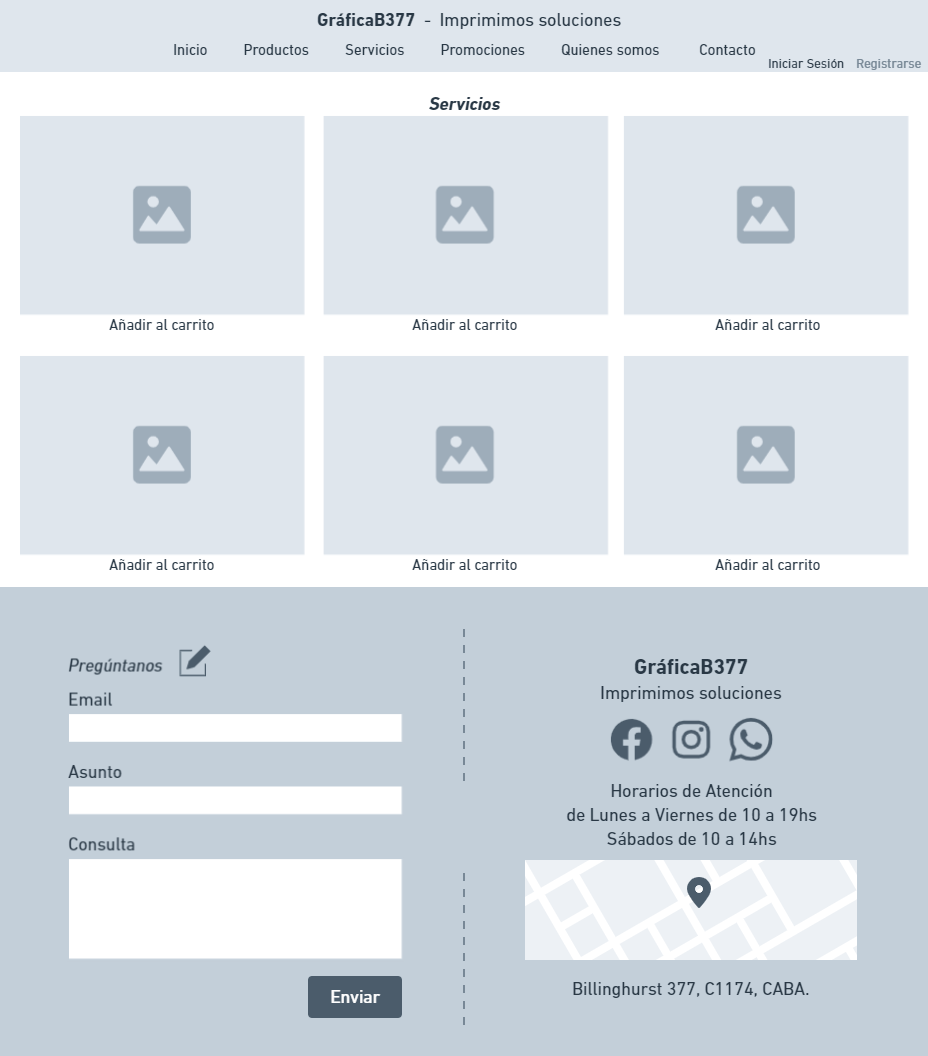 GráficaB377 - Imprimimos soluciones
Inicio Productos Servicios Promociones Quienes somos Contacto
Iniciar Sesión Registrarse
Servicios
Añadir al carrito Añadir al carrito Añadir al carrito
Añadir al carrito Añadir al carrito Añadir al carrito
Pregúntanos
Email
Asunto
Consulta
Enviar
GráficaB377
Imprimimos soluciones
Horarios de Atención
de Lunes a Viernes de 10 a 19hs
Sábados de 10 a 14hs
Billinghurst 377, C1174, CABA.